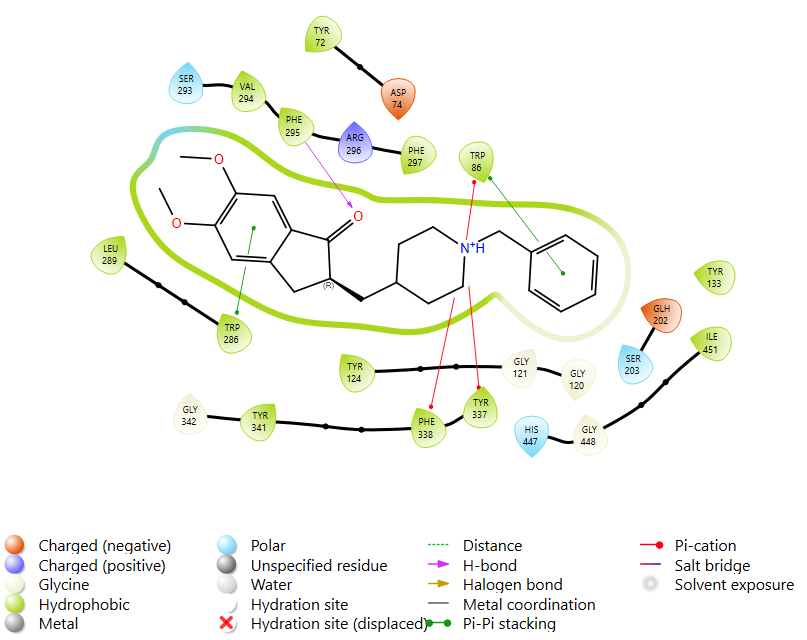 TYR
72
SER
293
VAL
294
ASP
74
PHE
295
ARG
296
PHE
297
TRP
86
O
O
O
N+H
(R)
LEU
289
TYR
133
GLH
202
TRP
286
ILE
451
SER
203
TYR
124
GLY
121
GLY
120
GLY
342
TYR
341
PHE
338
TYR
337
HIS
447
GLY
448
Charged (negative)
Charged (positive)
Glycine
Hydrophobic
Metal
Polar
Unspecified residue
Water
Hydration site
Hydration site (displaced)
Distance
H-bond
Halogen bond
Metal coordination
Pi-Pi stacking
Pi-cation
Salt bridge
Solvent exposure